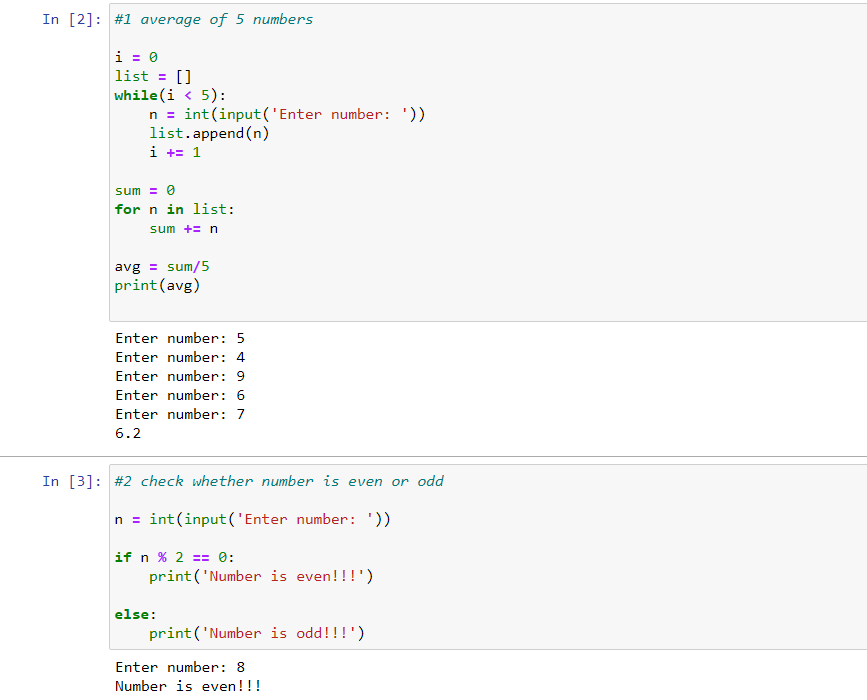 In [2]: #1 average of 5 numbers
i = 0
list = []
while(i < 5):
    n = int(input('Enter number: '))
    list.append(n)
    i += 1
sum = 0
for n in list:
    sum += n
avg = sum/5
print(avg)
Enter number: 5
Enter number: 4
Enter number: 9
Enter number: 6
Enter number: 7
6.2
In [3]: #2 check whether number is even or odd
n = int(input('Enter number: '))
if n % 2 == 0:
    print('Number is even!!!')
else:
    print('Number is odd!!!')
Enter number: 8
Number is even!!!